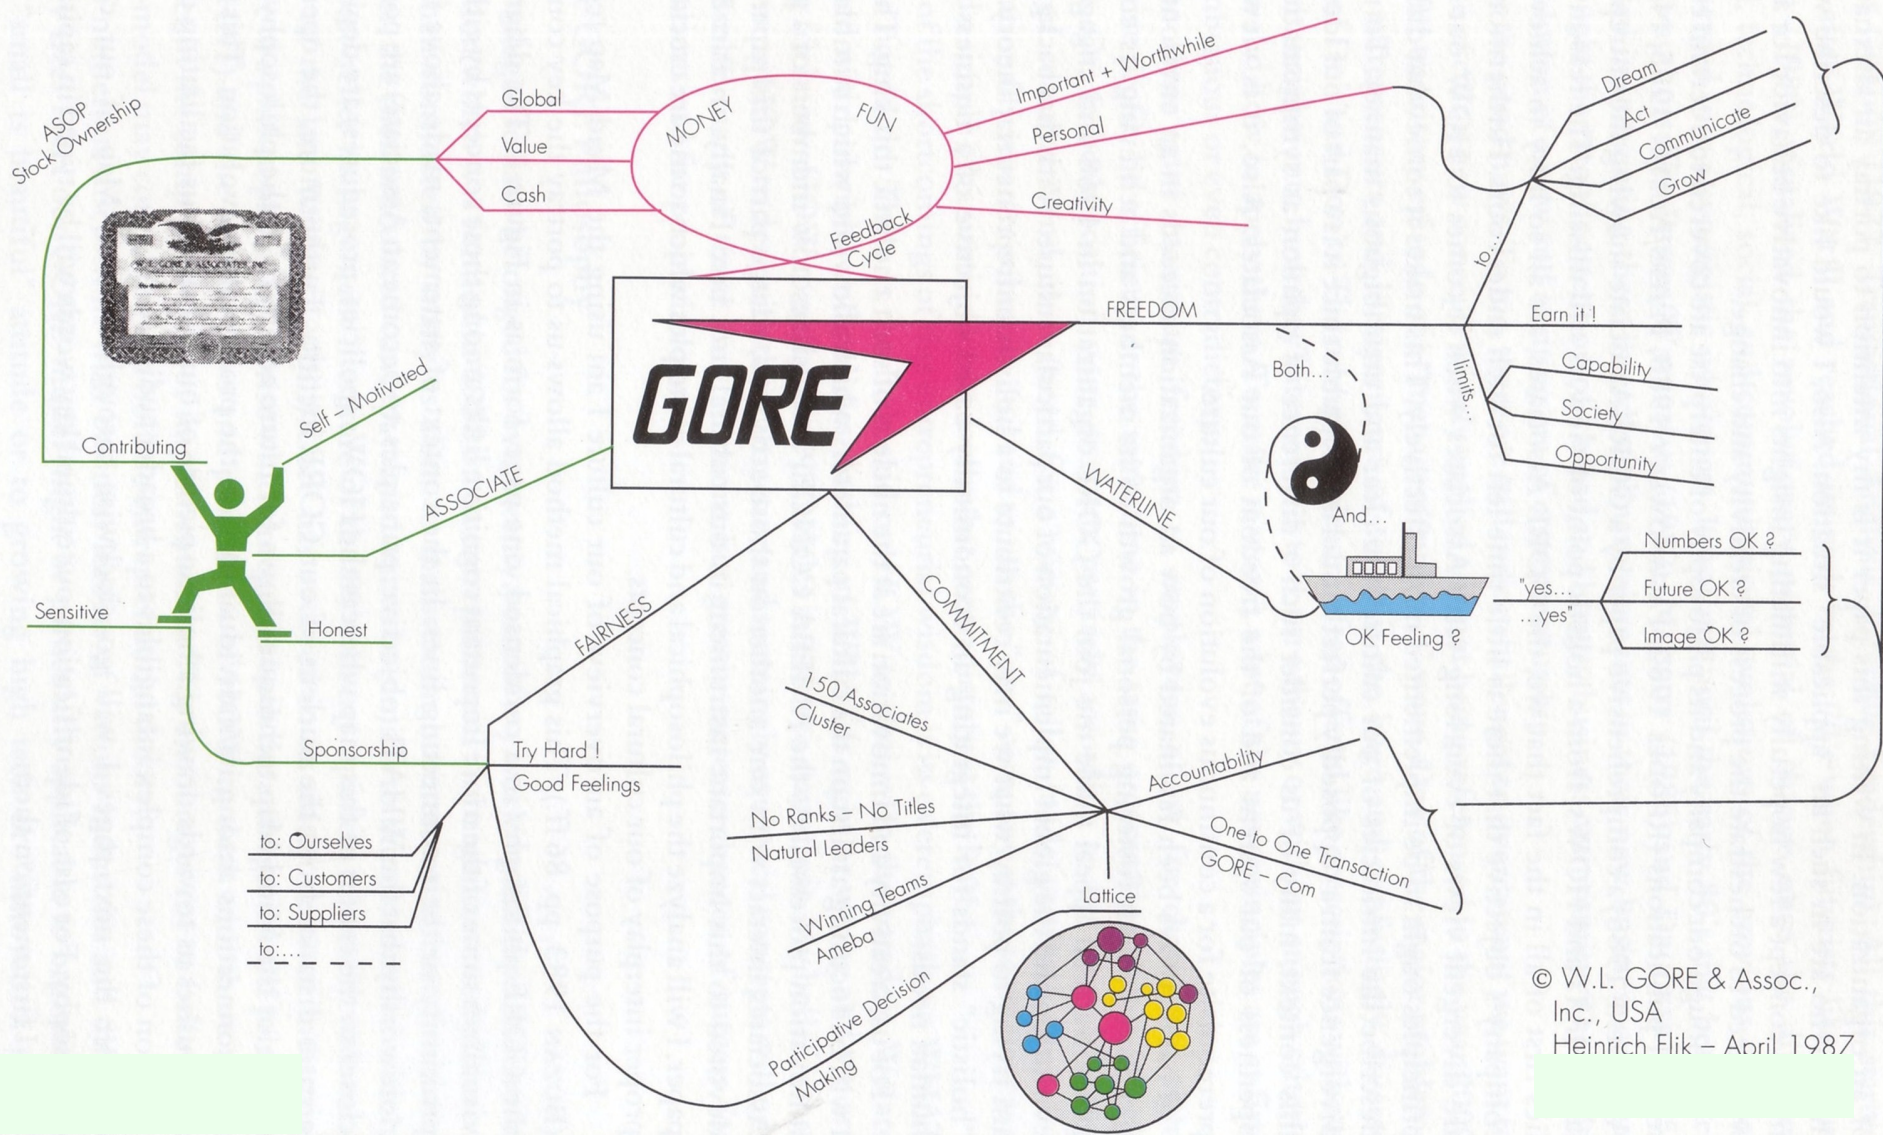 ASOP
Stock Ownership
Global
Value
Cash
MONEY
FUN
Feedback
Cycle
Important + Worthwhile
Personal
Creativity
Dream
Act
Communicate
Grow
to...
FREEDOM
Earn it !
limits...
Capability
Society
Opportunity
W.L. GORE & ASSOCIATES, INC.
GORE
Both...
And...
WATERLINE
OK Feeling ?
"yes...
...yes"
Numbers OK ?
Future OK ?
Image OK ?
Contributing
Self – Motivated
ASSOCIATE
Sensitive
Honest
Sponsorship
FAIRNESS
Try Hard !
Good Feelings
to: Ourselves
to: Customers
to: Suppliers
to:...
COMMITMENT
150 Associates
Cluster
No Ranks – No Titles
Natural Leaders
Winning Teams
Ameba
Participative Decision
Making
Lattice
Accountability
One to One Transaction
GORE – Com
© W.L. GORE & Assoc.,
Inc., USA
Heinrich Flik – April 1987